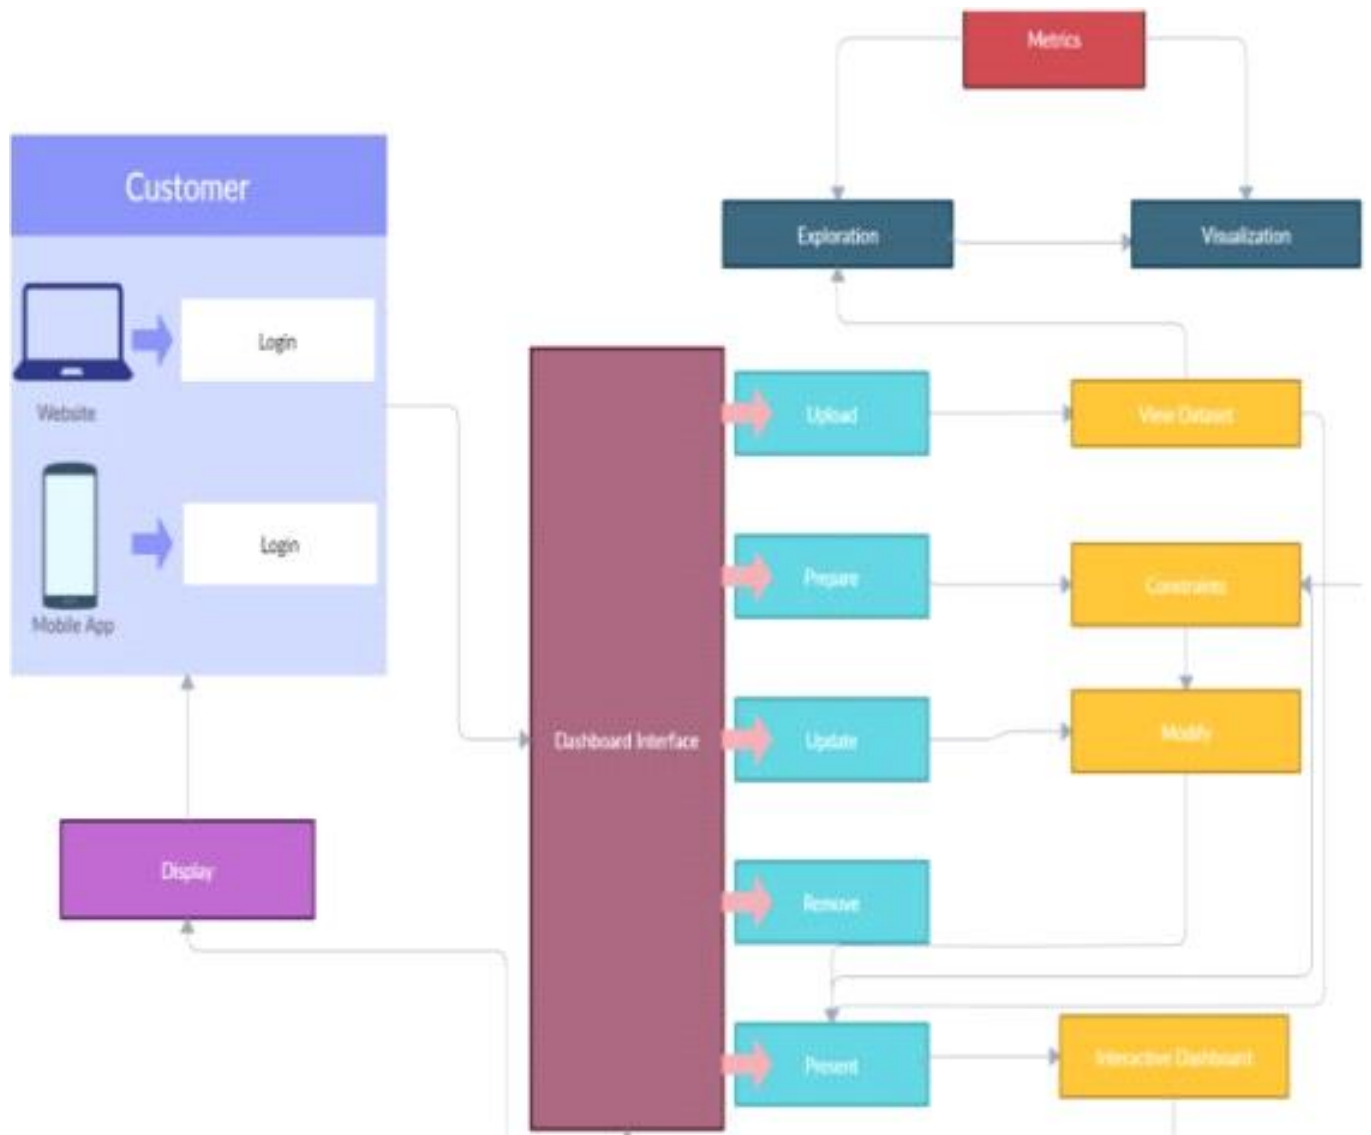 Metrics
Customer
Exploration
Visualization
Login
Website
Upload
View Dataset
Login
Mobile App
Prepare
Constraints
Dashboard Interface
Update
Modify
Display
Remove
Present
Interactive Dashboard